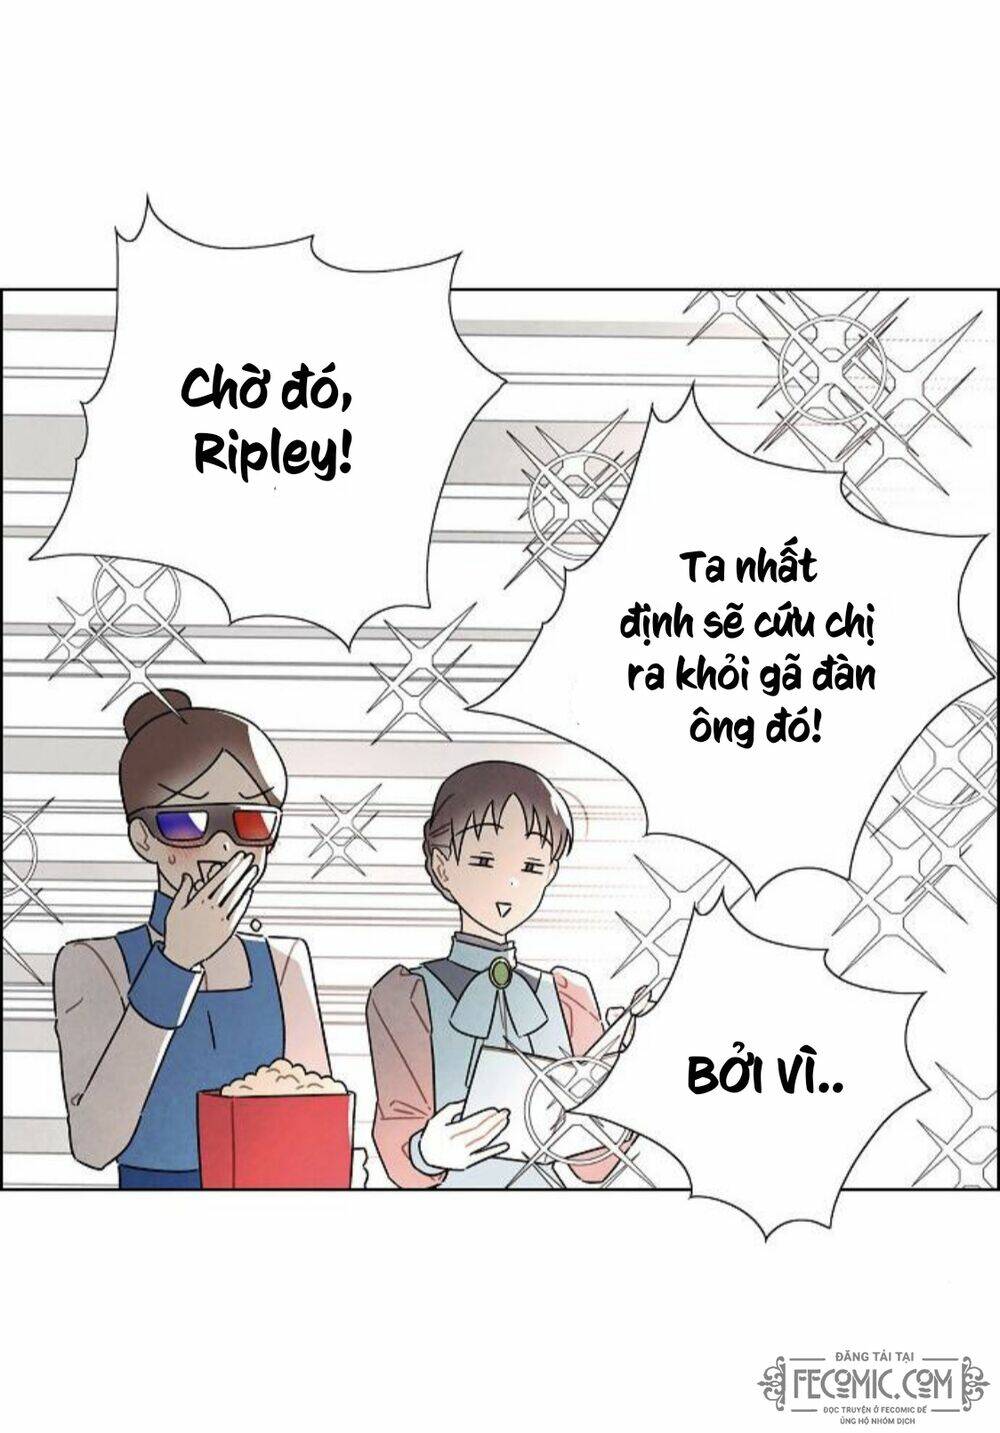 Chờ đó,
Ripley!
Ta nhất
định sẽ cứu chị
ra khỏi gã đàn
ông đó!
Bởi vì..
ĐĂNG TẢI TẠI
FECOMIC.COM
ĐỌC TRUYỆN Ở FECOMIC ĐỂ
ỦNG HỘ NHÓM DỊCH